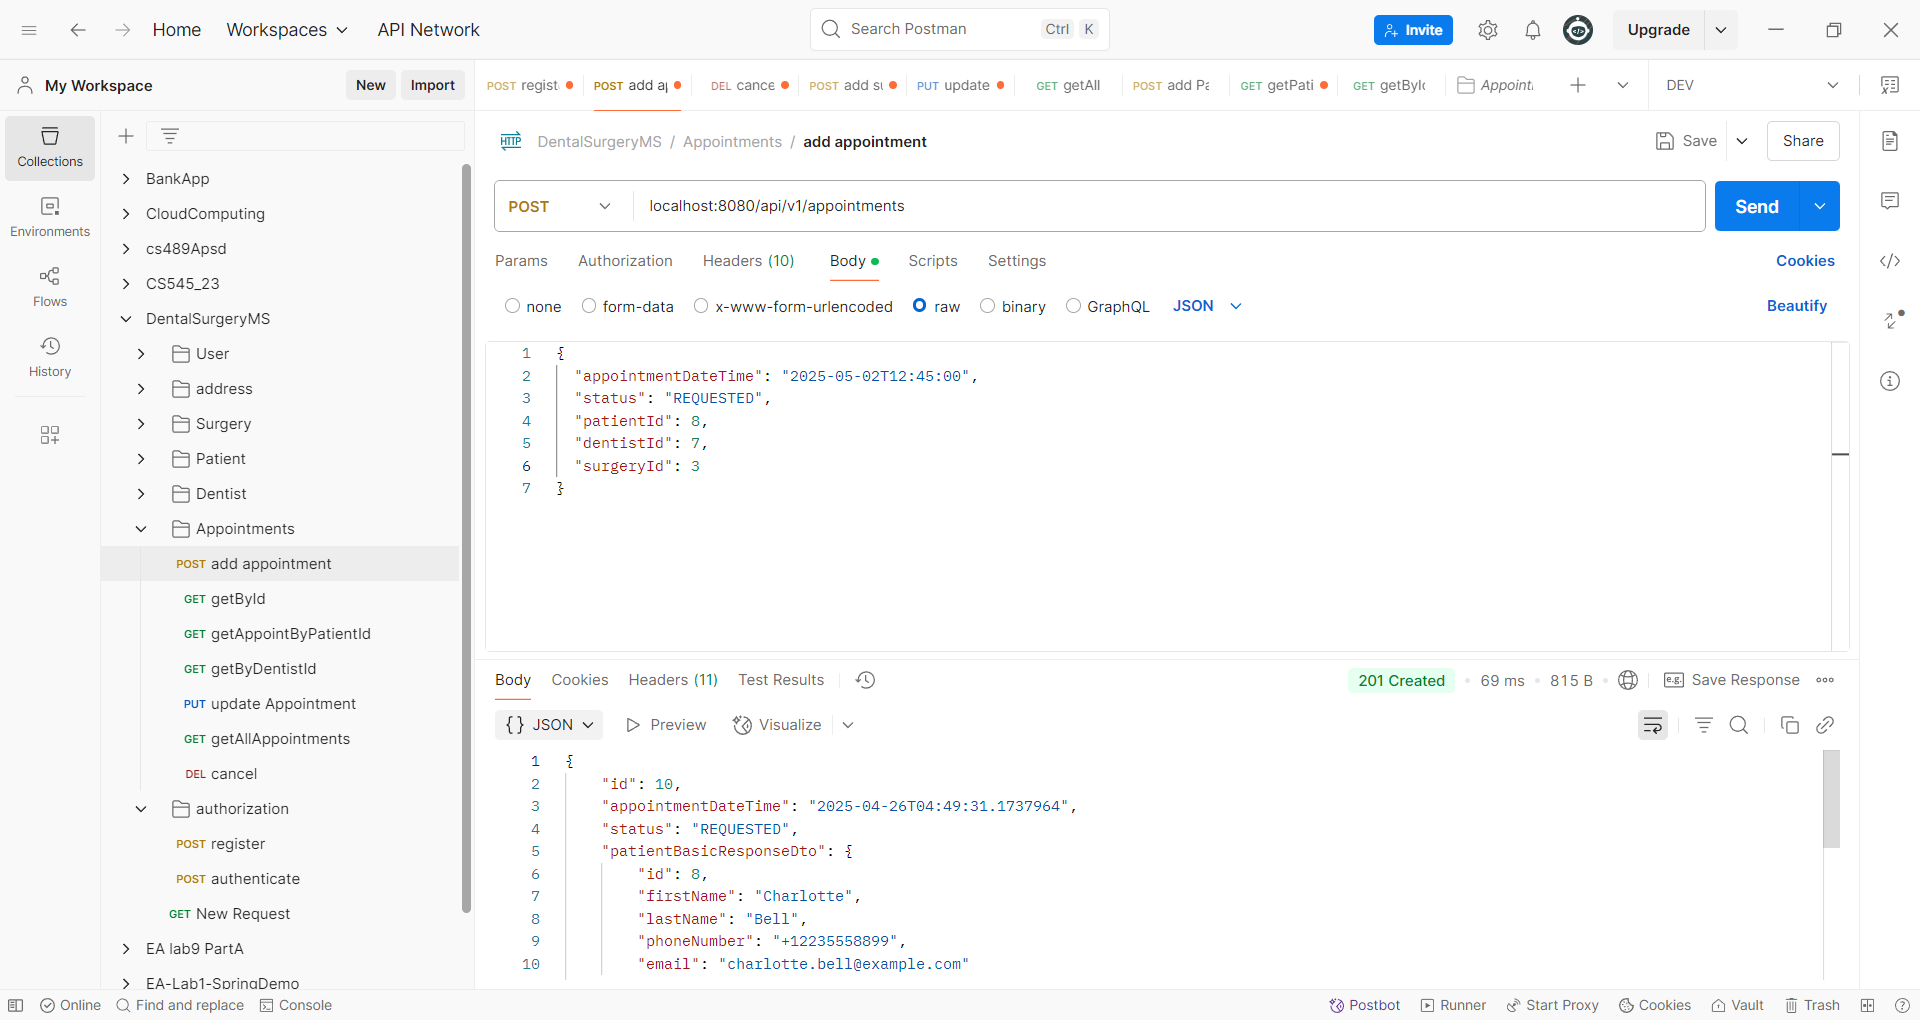 Home
Workspaces
API Network
Search Postman
Ctrl K
Invite
Upgrade
My Workspace
New
Import
POST regist
POST add ap
DEL cance
POST add su
PUT update
GET getAll
POST add Pa
GET getPati
GET getById
Appoint
DEV
Collections
Environments
Flows
History
BankApp
CloudComputing
cs489Apsd
CS545_23
DentalSurgeryMS
User
address
Surgery
Patient
Dentist
Appointments
POST add appointment
GET getById
GET getAppointByPatientId
GET getByDentistId
PUT update Appointment
GET getAllAppointments
DEL cancel
authorization
POST register
POST authenticate
GET New Request
EA lab9 PartA
EA-Lab1-SpringDemo
HTTP DentalSurgeryMS / Appointments / add appointment
Save
Share
POST localhost:8080/api/v1/appointments
Send
Params Authorization Headers (10) Body Scripts Settings
Cookies
none form-data x-www-form-urlencoded raw binary GraphQL JSON
Beautify
1 {
2 "appointmentDateTime": "2025-05-02T12:45:00",
3 "status": "REQUESTED",
4 "patientId": 8,
5 "dentistId": 7,
6 "surgeryId": 3
7 }
Body Cookies Headers (11) Test Results
201 Created • 69 ms • 815 B
e.g. Save Response
{} JSON Preview Visualize
1 {
2 "id": 10,
3 "appointmentDateTime": "2025-04-26T04:49:31.1737964",
4 "status": "REQUESTED",
5 "patientBasicResponseDto": {
6 "id": 8,
7 "firstName": "Charlotte",
8 "lastName": "Bell",
9 "phoneNumber": "+12235558899",
10 "email": "charlotte.bell@example.com"
Online Find and replace Console
Postbot Runner Start Proxy Cookies Vault Trash